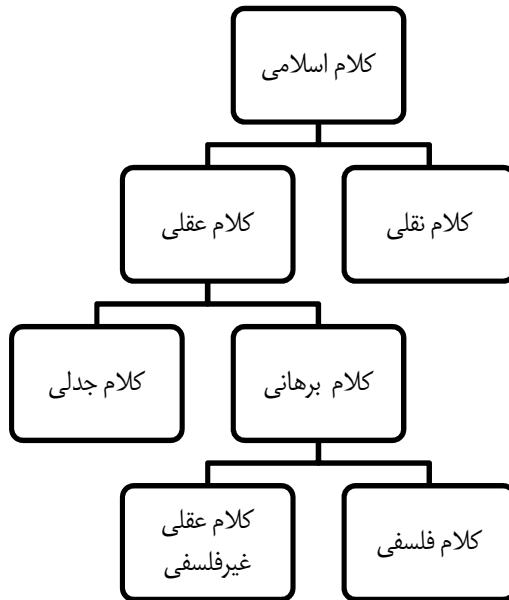 کلام اسلامی
کلام نقلی
کلام عقلی
کلام برهانی
کلام جدلی
کلام فلسفی
کلام عقلی
غیرفلسفی